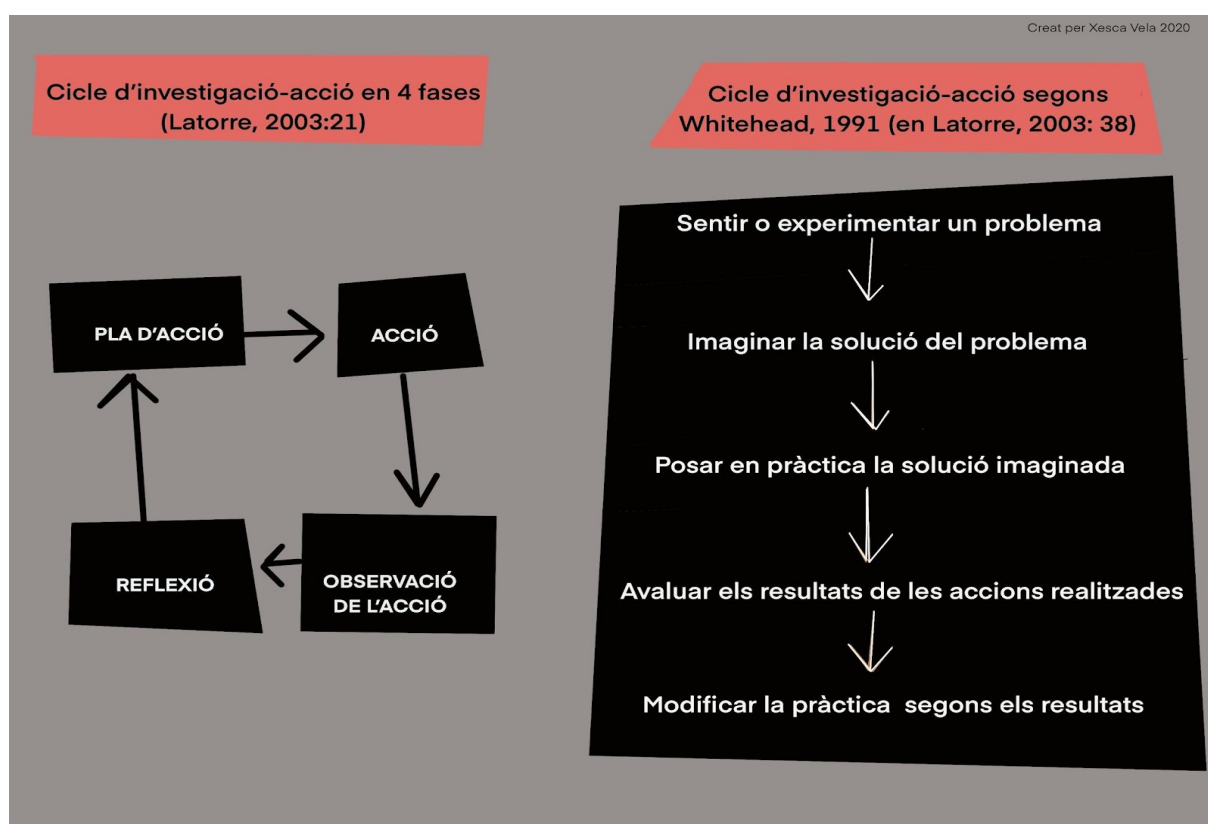 Creat per Xesca Vela 2020
Cicle d'investigació-acció en 4 fases
(Latorre, 2003:21)
PLA D'ACCIÓ
ACCIÓ
REFLEXIÓ
OBSERVACIÓ
DE L'ACCIÓ
Cicle d'investigació-acció segons
Whitehead, 1991 (en Latorre, 2003: 38)
Sentir o experimentar un problema
Imaginar la solució del problema
Posar en pràctica la solució imaginada
Avaluar els resultats de les accions realitzades
Modificar la pràctica segons els resultats